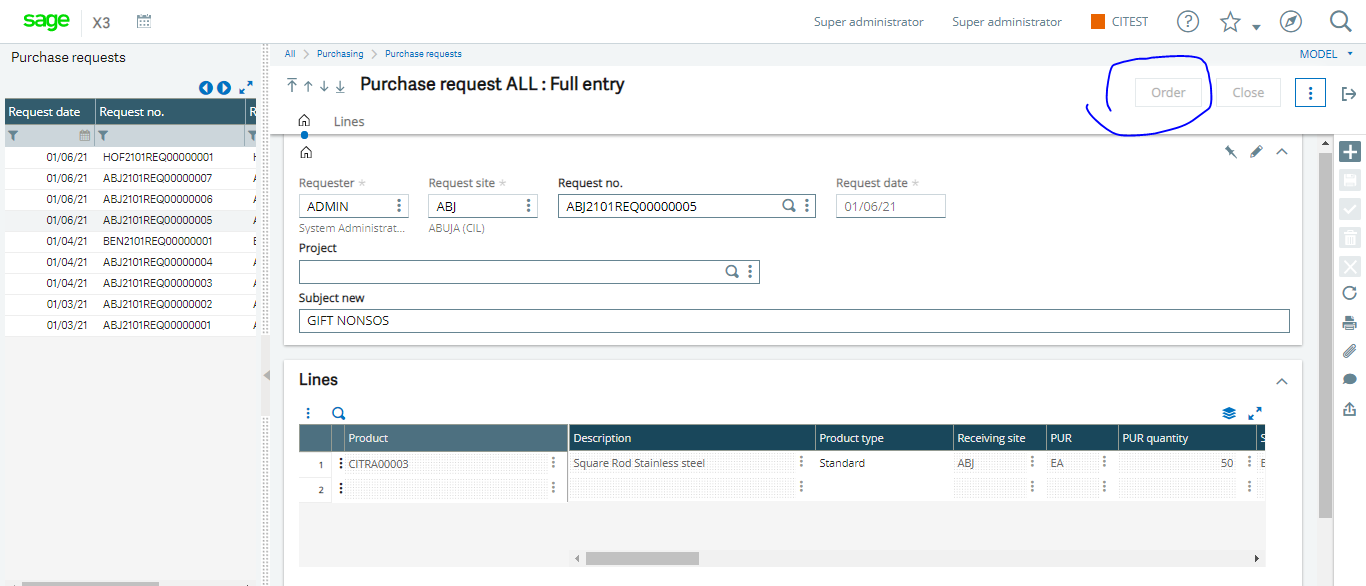 sage X3
Super administrator Super administrator CITEST
Purchase requests
All Purchasing Purchase requests MODEL
Purchase request ALL : Full entry
Order Close
Lines
Request date Request no.
01/06/21 HOF2101REQ00000001
01/06/21 ABJ2101REQ00000007
01/06/21 ABJ2101REQ00000006
01/06/21 ABJ2101REQ00000005
01/04/21 BEN2101REQ00000001
01/04/21 ABJ2101REQ00000004
01/04/21 ABJ2101REQ00000003
01/03/21 ABJ2101REQ00000002
01/03/21 ABJ2101REQ00000001
Requester * Request site * Request no. Request date *
ADMIN ABJ ABJ2101REQ00000005 01/06/21
System Administrat... ABUJA (CIL)
Project
Subject new
GIFT NONSOS
Lines
Product Description Product type Receiving site PUR PUR quantity
1 CITRA00003 Square Rod Stainless steel Standard ABJ EA 50
2